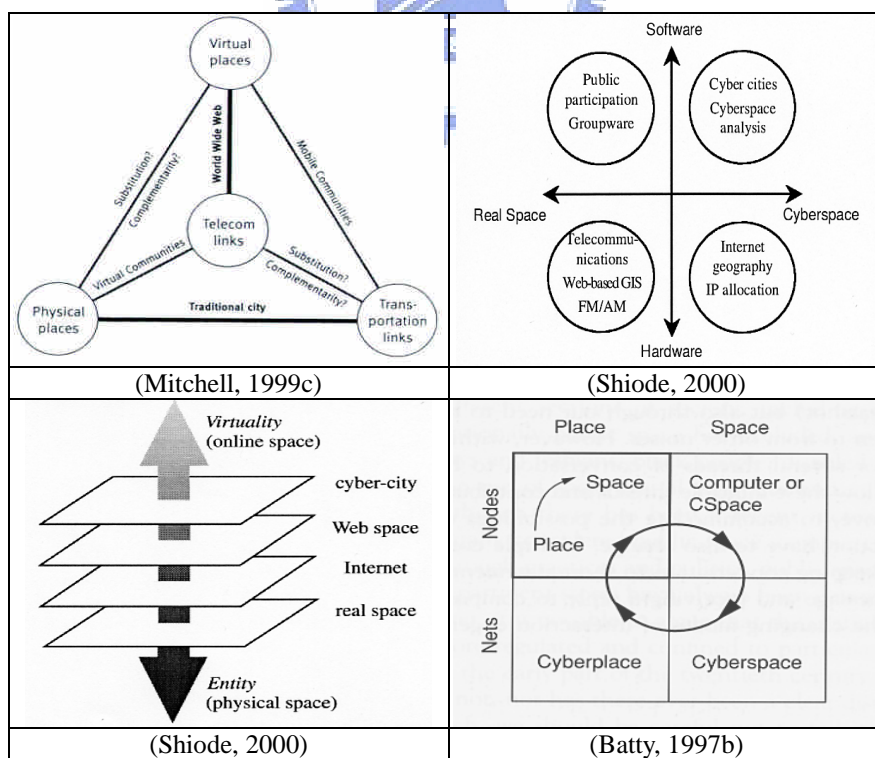 Virtual
places
Substitution?
Complementarity?
World Wide Web
Mobile Communities
Telecom
links
Virtual Communities
Substitution?
Complementarity?
Physical
places
Traditional city
Trans-
portation
links
(Mitchell, 1999c)
Software
Public
participation
Groupware
Cyber cities
Cyberspace
analysis
Real Space
Cyberspace
Telecommu-
nications
Web-based GIS
FM/AM
Internet
geography
IP allocation
Hardware
(Shiode, 2000)
Virtuality
(online space)
cyber-city
Web space
Internet
real space
Entity
(physical space)
(Shiode, 2000)
Place
Space
Nodes
Space
Place
Computer or
CSpace
Nets
Cyberplace
Cyberspace
(Batty, 1997b)